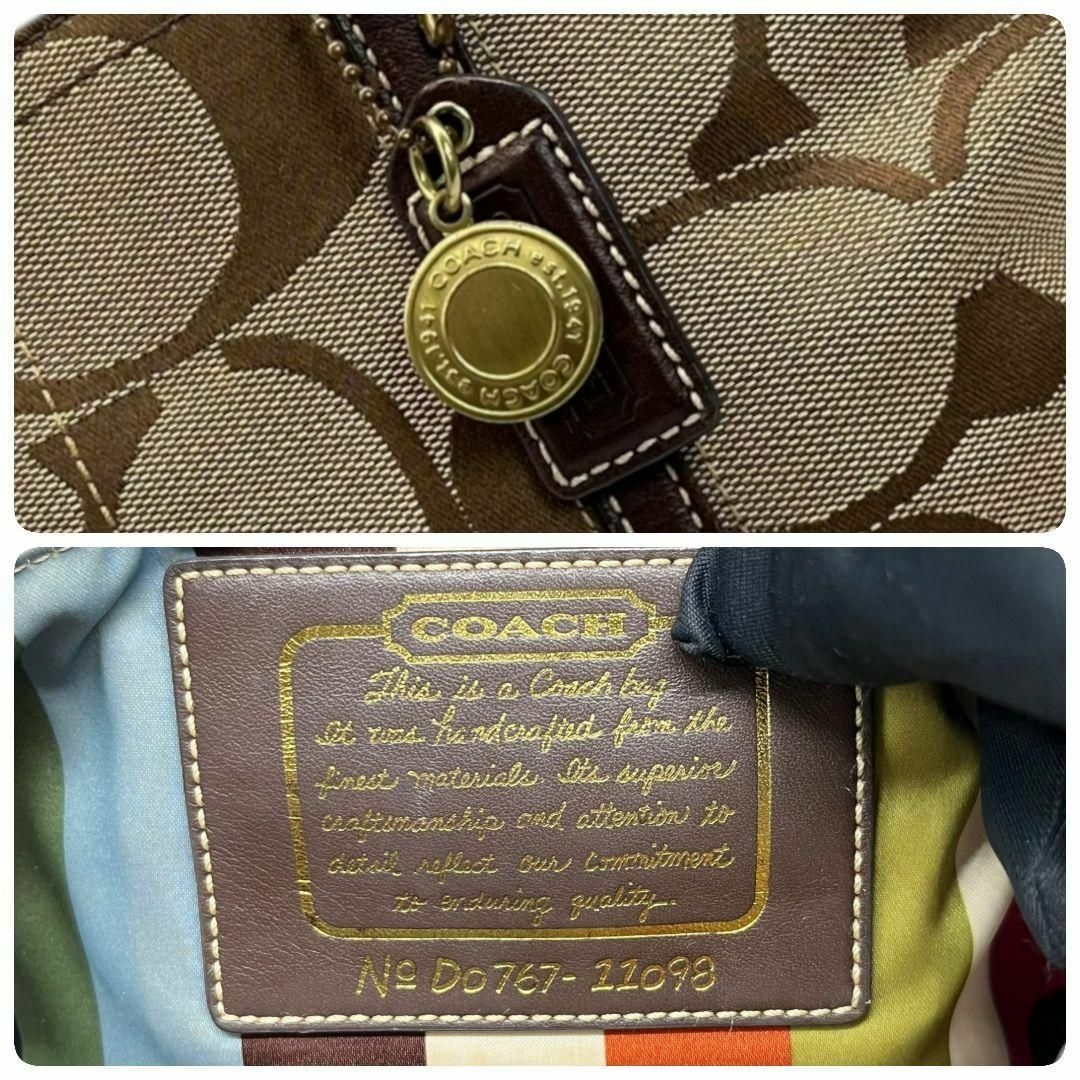 COACH est.1941 COACH est.1941
COACH
This is a Coach bag
It was handcrafted from the
finest materials. Its superior
craftsmanship and attention to
detail reflect our commitment
to enduring quality.
No Do767-11098